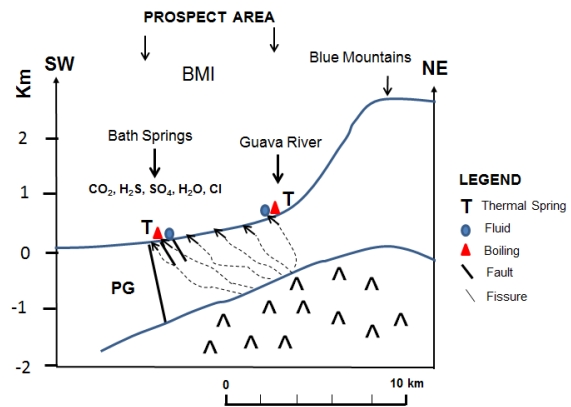 PROSPECT AREA
SW
BMI
Blue Mountains
NE
Km
2
1
0
-1
-2
Bath Springs
Guava River
CO2, H2S, SO4, H2O, Cl
T
T
PG
LEGEND
T Thermal Spring
Fluid
Boiling
Fault
Fissure
0
10 km